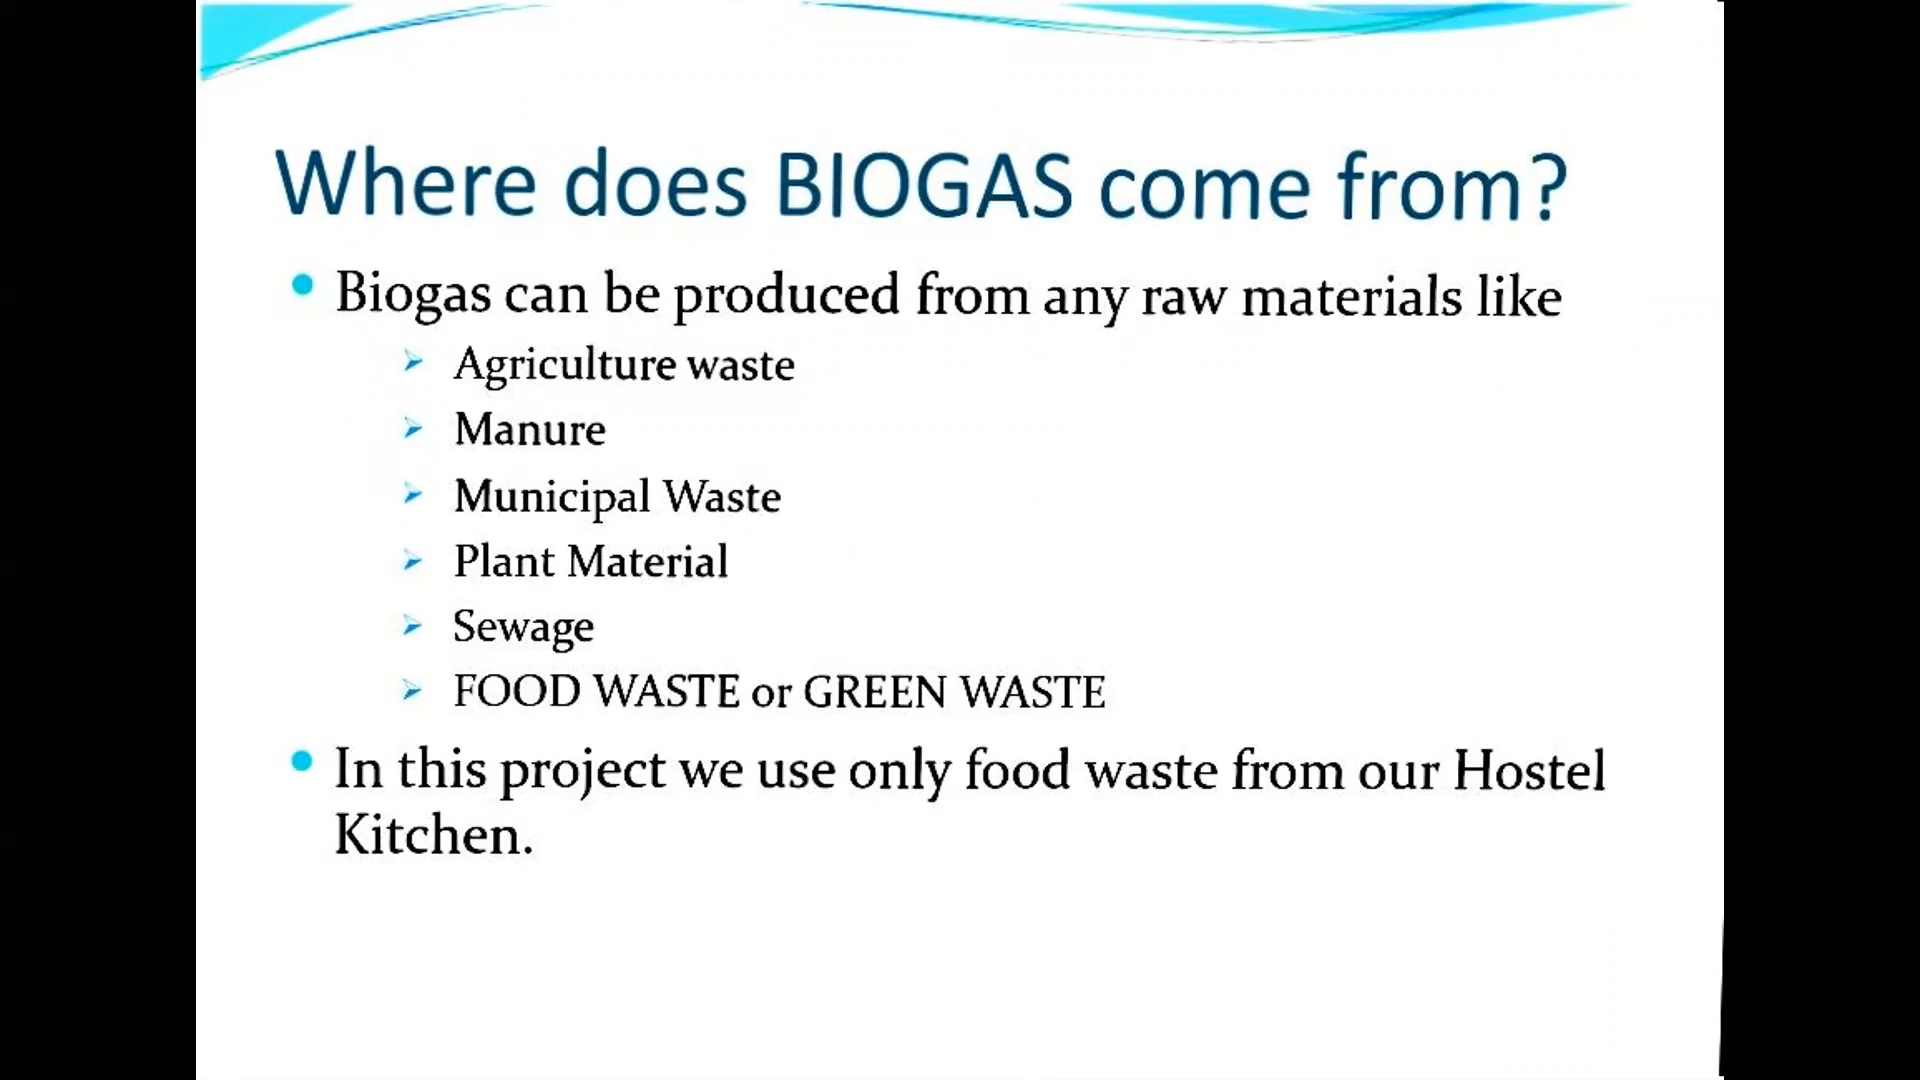 Where does BIOGAS come from?
Biogas can be produced from any raw materials like
Agriculture waste
Manure
Municipal Waste
Plant Material
Sewage
FOOD WASTE or GREEN WASTE
In this project we use only food waste from our Hostel
Kitchen.